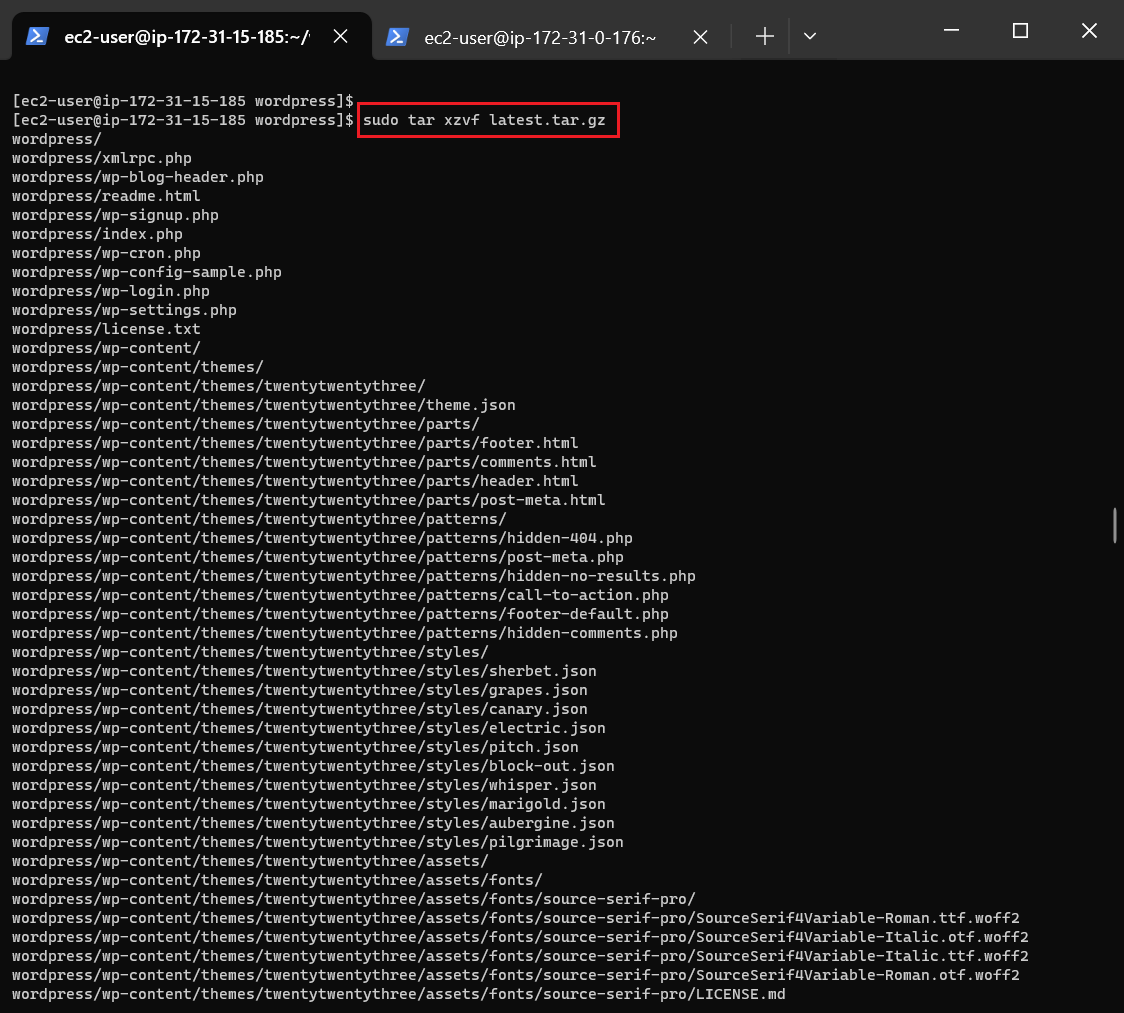 ec2-user@ip-172-31-15-185:~/
ec2-user@ip-172-31-0-176:~
[ec2-user@ip-172-31-15-185 wordpress]$
[ec2-user@ip-172-31-15-185 wordpress]$ sudo tar xzvf latest.tar.gz
wordpress/
wordpress/xmlrpc.php
wordpress/wp-blog-header.php
wordpress/readme.html
wordpress/wp-signup.php
wordpress/index.php
wordpress/wp-cron.php
wordpress/wp-config-sample.php
wordpress/wp-login.php
wordpress/wp-settings.php
wordpress/license.txt
wordpress/wp-content/
wordpress/wp-content/themes/
wordpress/wp-content/themes/twentytwentythree/
wordpress/wp-content/themes/twentytwentythree/theme.json
wordpress/wp-content/themes/twentytwentythree/parts/
wordpress/wp-content/themes/twentytwentythree/parts/footer.html
wordpress/wp-content/themes/twentytwentythree/parts/comments.html
wordpress/wp-content/themes/twentytwentythree/parts/header.html
wordpress/wp-content/themes/twentytwentythree/parts/post-meta.html
wordpress/wp-content/themes/twentytwentythree/patterns/
wordpress/wp-content/themes/twentytwentythree/patterns/hidden-404.php
wordpress/wp-content/themes/twentytwentythree/patterns/post-meta.php
wordpress/wp-content/themes/twentytwentythree/patterns/hidden-no-results.php
wordpress/wp-content/themes/twentytwentythree/patterns/call-to-action.php
wordpress/wp-content/themes/twentytwentythree/patterns/footer-default.php
wordpress/wp-content/themes/twentytwentythree/patterns/hidden-comments.php
wordpress/wp-content/themes/twentytwentythree/styles/
wordpress/wp-content/themes/twentytwentythree/styles/sherbet.json
wordpress/wp-content/themes/twentytwentythree/styles/grapes.json
wordpress/wp-content/themes/twentytwentythree/styles/canary.json
wordpress/wp-content/themes/twentytwentythree/styles/electric.json
wordpress/wp-content/themes/twentytwentythree/styles/pitch.json
wordpress/wp-content/themes/twentytwentythree/styles/block-out.json
wordpress/wp-content/themes/twentytwentythree/styles/whisper.json
wordpress/wp-content/themes/twentytwentythree/styles/marigold.json
wordpress/wp-content/themes/twentytwentythree/styles/aubergine.json
wordpress/wp-content/themes/twentytwentythree/styles/pilgrimage.json
wordpress/wp-content/themes/twentytwentythree/assets/
wordpress/wp-content/themes/twentytwentythree/assets/fonts/
wordpress/wp-content/themes/twentytwentythree/assets/fonts/source-serif-pro/
wordpress/wp-content/themes/twentytwentythree/assets/fonts/source-serif-pro/SourceSerif4Variable-Roman.ttf.woff2
wordpress/wp-content/themes/twentytwentythree/assets/fonts/source-serif-pro/SourceSerif4Variable-Italic.otf.woff2
wordpress/wp-content/themes/twentytwentythree/assets/fonts/source-serif-pro/SourceSerif4Variable-Italic.ttf.woff2
wordpress/wp-content/themes/twentytwentythree/assets/fonts/source-serif-pro/SourceSerif4Variable-Roman.otf.woff2
wordpress/wp-content/themes/twentytwentythree/assets/fonts/source-serif-pro/LICENSE.md